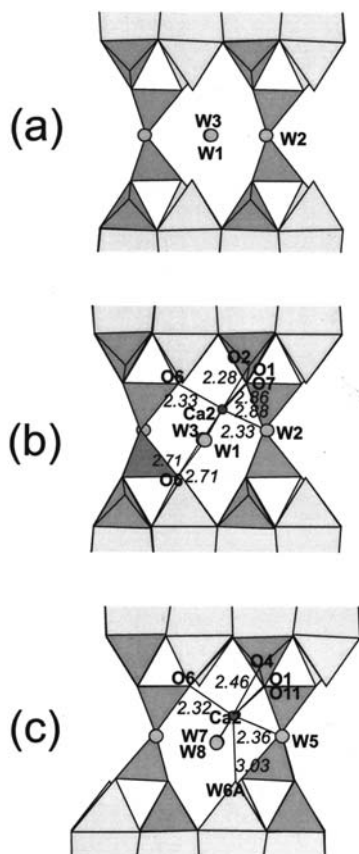 (a)
W3
W1
W2
(b)
O2
O1
O7
O6
2.28
2.86
2.88
2.33
Ca2
2.33
W3
W1
W2
2.71
O6
2.71
(c)
O4
O6
O1
O11
2.46
2.32
Ca2
W7
W8
2.36
W5
3.03
W6A